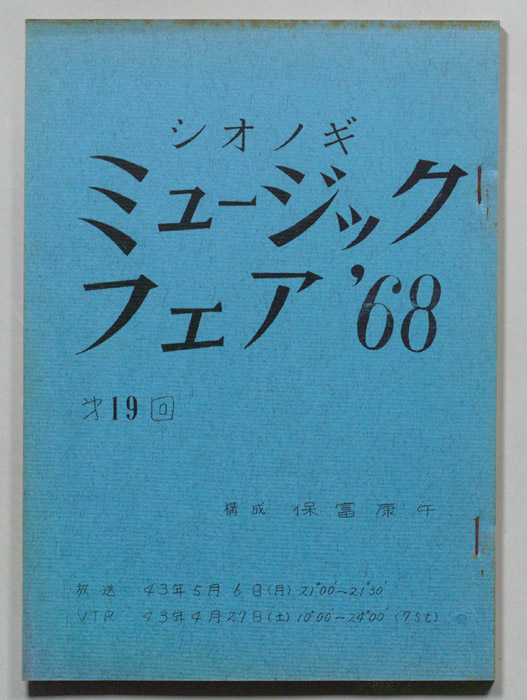 シオノギ
ミュージック
フェア '68
第19回
構成 保富康午
放送 43年5月6日(月) 21°00'~21°30'
VTR 43年4月27日(土) 10°00'~24°00' (7St)